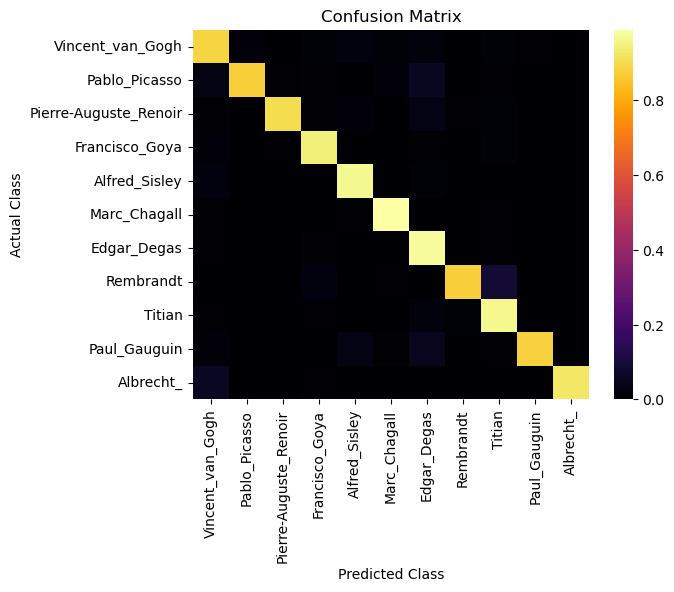 Confusion Matrix
Actual Class
Vincent_van_Gogh
Pablo_Picasso
Pierre-Auguste_Renoir
Francisco_Goya
Alfred_Sisley
Marc_Chagall
Edgar_Degas
Rembrandt
Titian
Paul_Gauguin
Albrecht_
0.8
0.6
0.4
0.2
0.0
Vincent_van_Gogh
Pablo_Picasso
Pierre-Auguste_Renoir
Francisco_Goya
Alfred_Sisley
Marc_Chagall
Edgar_Degas
Rembrandt
Titian
Paul_Gauguin
Albrecht_
Predicted Class